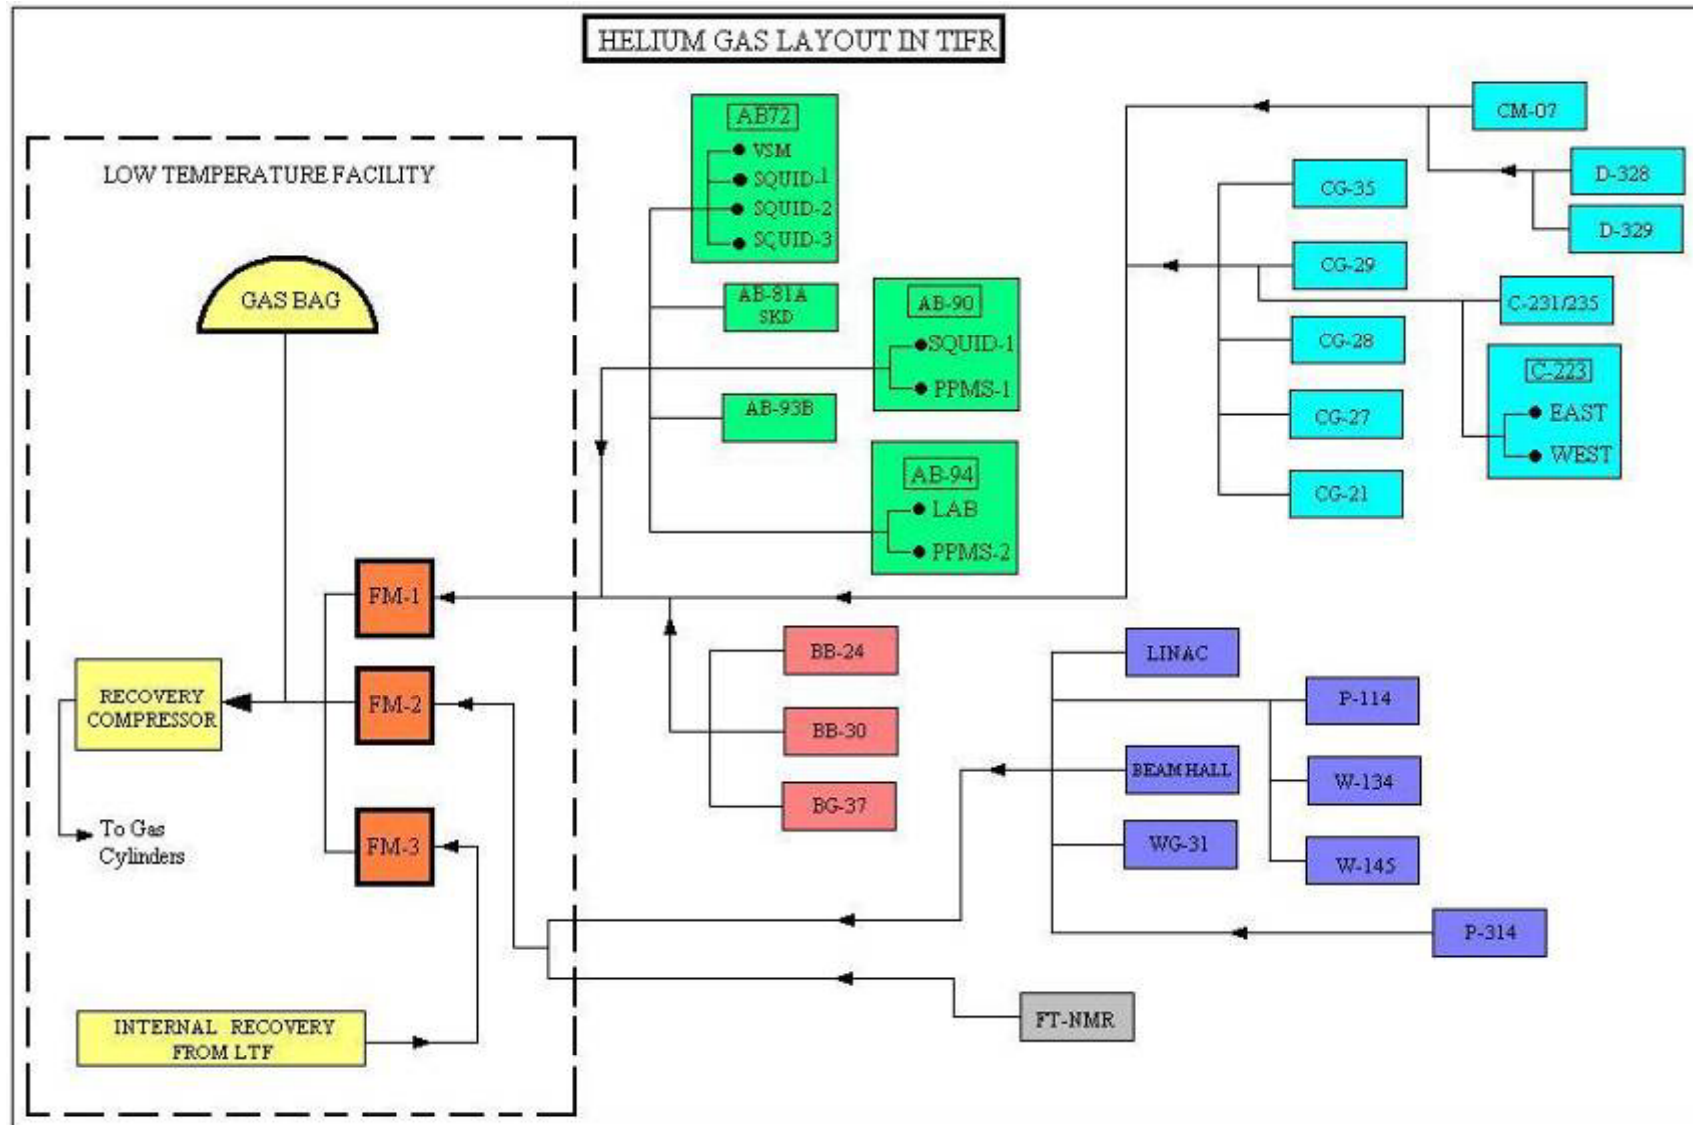 HELIUM GAS LAYOUT IN TIFR
LOW TEMPERATURE FACILITY
GAS BAG
RECOVERY
COMPRESSOR
To Gas
Cylinders
FM-1
FM-2
FM-3
INTERNAL RECOVERY
FROM LTF
AB72
VSM
SQUID-1
SQUID-2
SQUID-3
AB-81A
SKD
AB-90
SQUID-1
PPMS-1
AB-93B
AB-94
LAB
PPMS-2
CM-07
D-328
D-329
CG-35
CG-29
CG-28
CG-27
CG-21
C-231/235
C-223
EAST
WEST
BB-24
BB-30
BG-37
LINAC
P-114
BEAM HALL
W-134
WG-31
W-145
P-314
FT-NMR